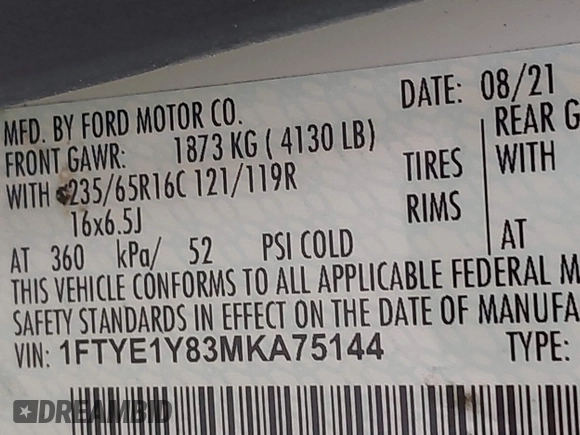 MFD. BY FORD MOTOR CO.
DATE: 08/21
FRONT GAWR: 1873 KG ( 4130 LB)
REAR G
WITH 235/65R16C 121/119R
TIRES
WITH
16x6.5J
RIMS
AT 360 kPa/ 52 PSI COLD
AT
THIS VEHICLE CONFORMS TO ALL APPLICABLE FEDERAL M
SAFETY STANDARDS IN EFFECT ON THE DATE OF MANUFA
VIN: 1FTYE1Y83MKA75144
TYPE:
DREAMBID